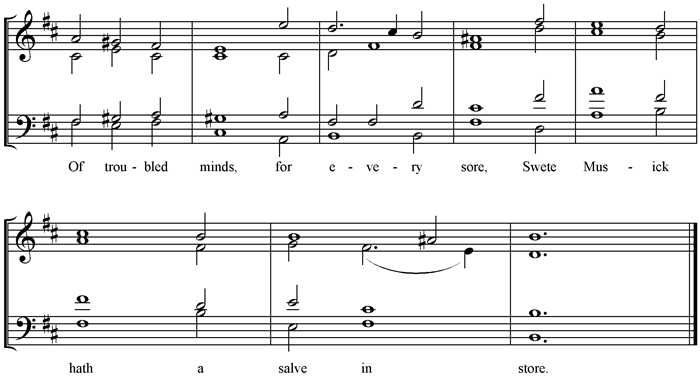 Of trou - bled minds, for e - ve - ry sore, Swete Mus - ick
hath a salve in store.